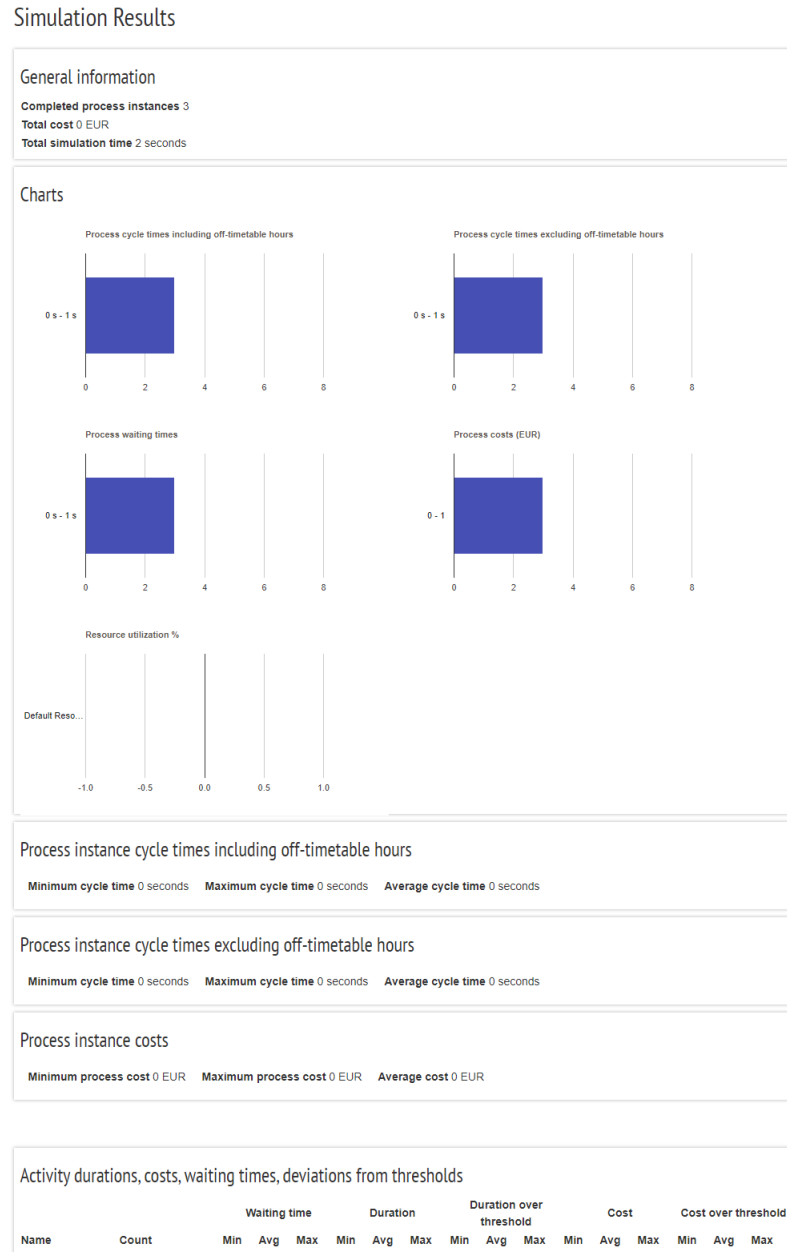 Simulation Results
General information
Completed process instances 3
Total cost 0 EUR
Total simulation time 2 seconds
Charts
Process cycle times including off-timetable hours
0 s - 1 s
0 2 4 6 8
Process cycle times excluding off-timetable hours
0 s - 1 s
0 2 4 6 8
Process waiting times
0 s - 1 s
0 2 4 6 8
Process costs (EUR)
0 - 1
0 2 4 6 8
Resource utilization %
Default Reso...
-1.0 -0.5 0.0 0.5 1.0
Process instance cycle times including off-timetable hours
Minimum cycle time 0 seconds Maximum cycle time 0 seconds Average cycle time 0 seconds
Process instance cycle times excluding off-timetable hours
Minimum cycle time 0 seconds Maximum cycle time 0 seconds Average cycle time 0 seconds
Process instance costs
Minimum process cost 0 EUR Maximum process cost 0 EUR Average cost 0 EUR
Activity durations, costs, waiting times, deviations from thresholds
Waiting time Duration Duration over threshold Cost Cost over threshold
Name Count Min Avg Max Min Avg Max Min Avg Max Min Avg Max Min Avg Max